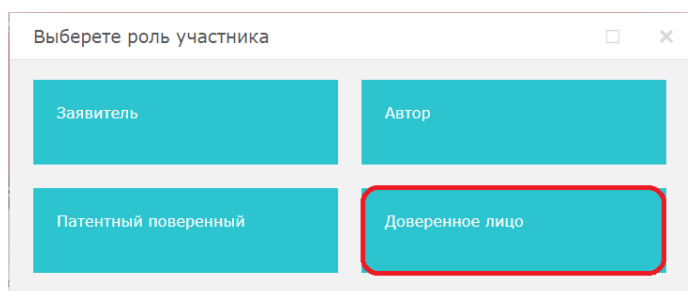 Выберете роль участника
Заявитель
Автор
Патентный поверенный
Доверенное лицо